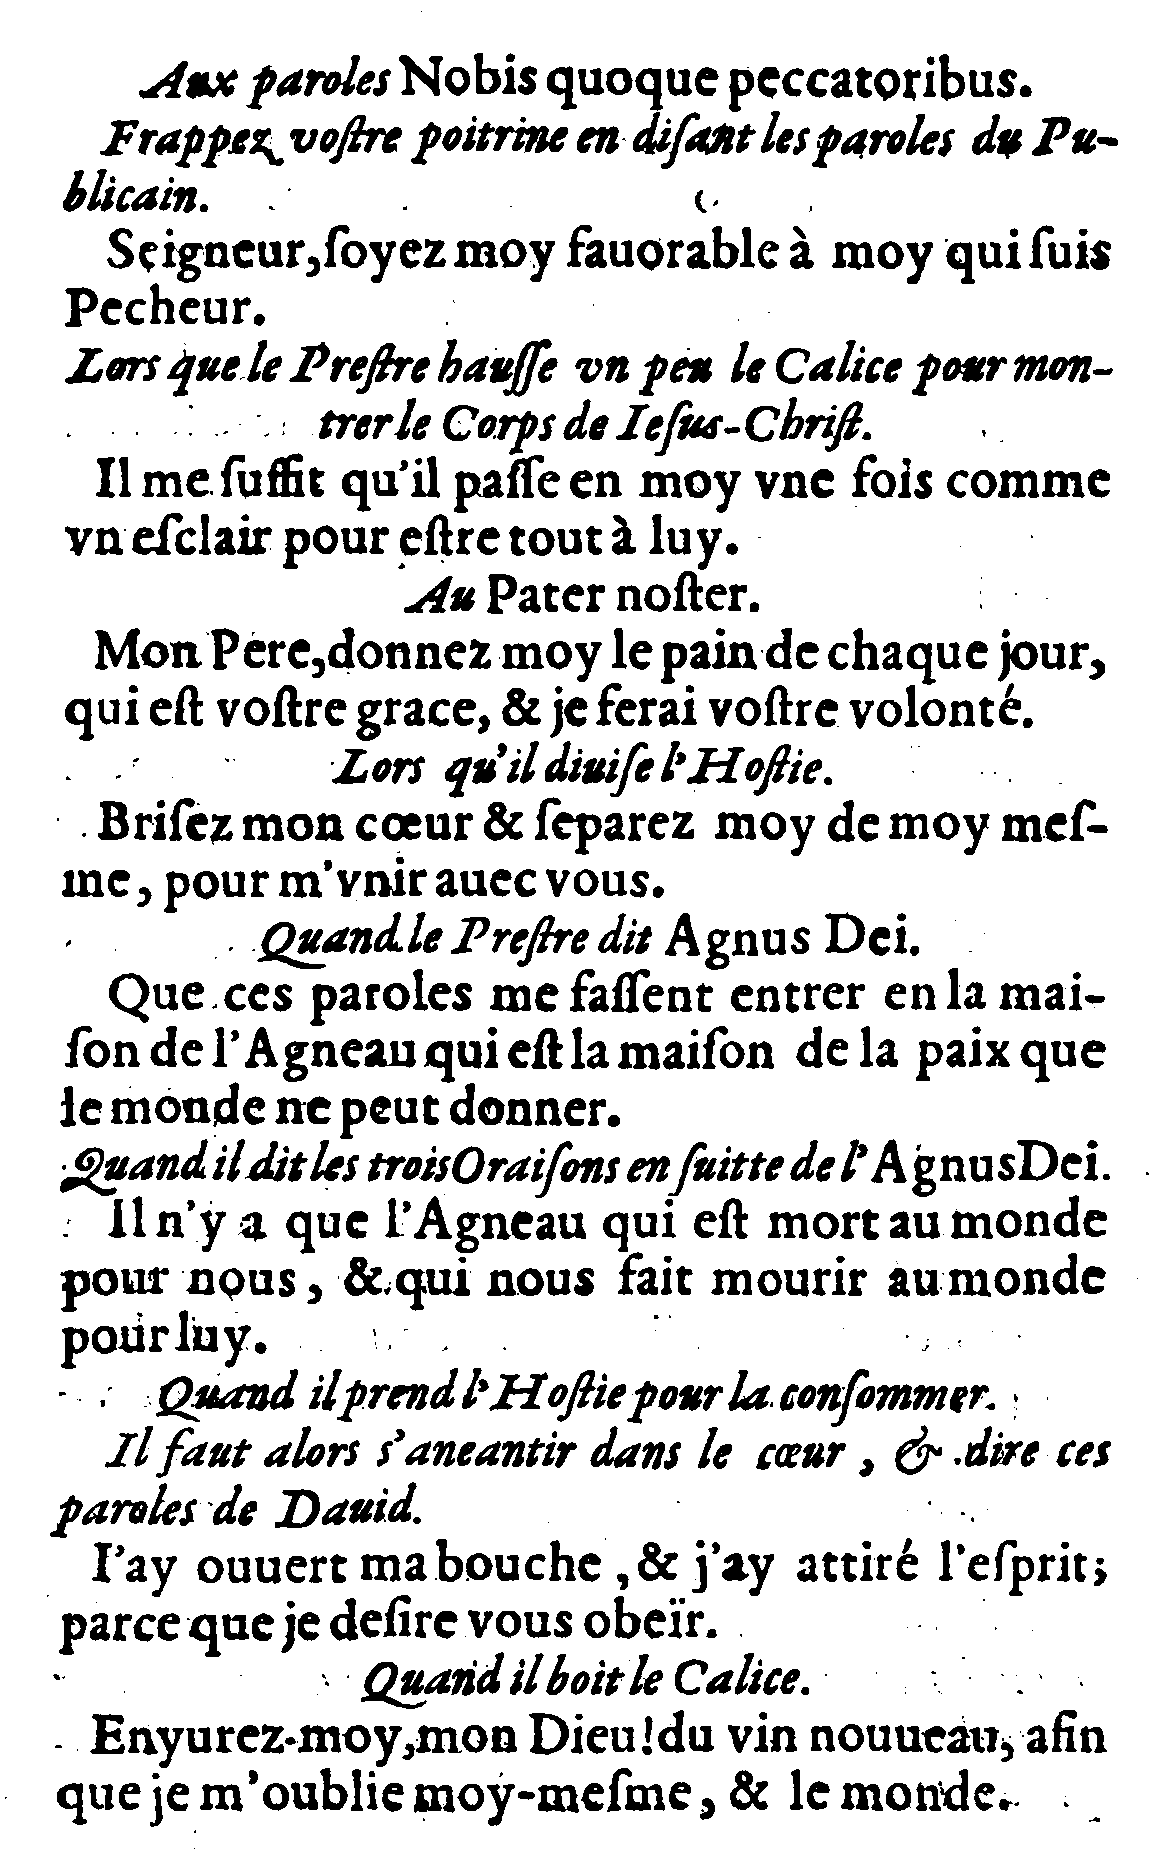 Aux paroles Nobis quoque peccatoribus.
Frappez voſtre poitrine en diſant les paroles du Pu-
blicain.
Seigneur, ſoyez moy fauorable à moy qui ſuis
Pecheur.
Lors que le Preſtre hauſſe vn peu le Calice pour mon-
trer le Corps de Ieſus-Chriſt.
Il me ſuffit qu'il paſſe en moy vne fois comme
vn eſclair pour eſtre tout à luy.
Au Pater noſter.
Mon Pere, donnez moy le pain de chaque jour,
qui eſt voſtre grace, & je ferai voſtre volonté.
Lors qu'il diuiſe l'Hoſtie.
Briſez mon cœur & ſeparez moy de moy meſ-
me, pour m'vnir auec vous.
Quand le Preſtre dit Agnus Dei.
Que ces paroles me faſſent entrer en la mai-
ſon de l'Agneau qui eſt la maiſon de la paix que
le monde ne peut donner.
Quand il dit les trois Oraiſons en ſuitte de l'Agnus Dei.
Il n'y a que l'Agneau qui eſt mort au monde
pour nous, & qui nous fait mourir au monde
pour luy.
Quand il prend l'Hoſtie pour la conſommer.
Il faut alors s'aneantir dans le cœur, & dire ces
paroles de Dauid.
I'ay ouuert ma bouche, & j'ay attiré l'eſprit;
parce que je deſire vous obeïr.
Quand il boit le Calice.
Enyurez-moy, mon Dieu! du vin nouueau, afin
que je m'oublie moy-meſme, & le monde.